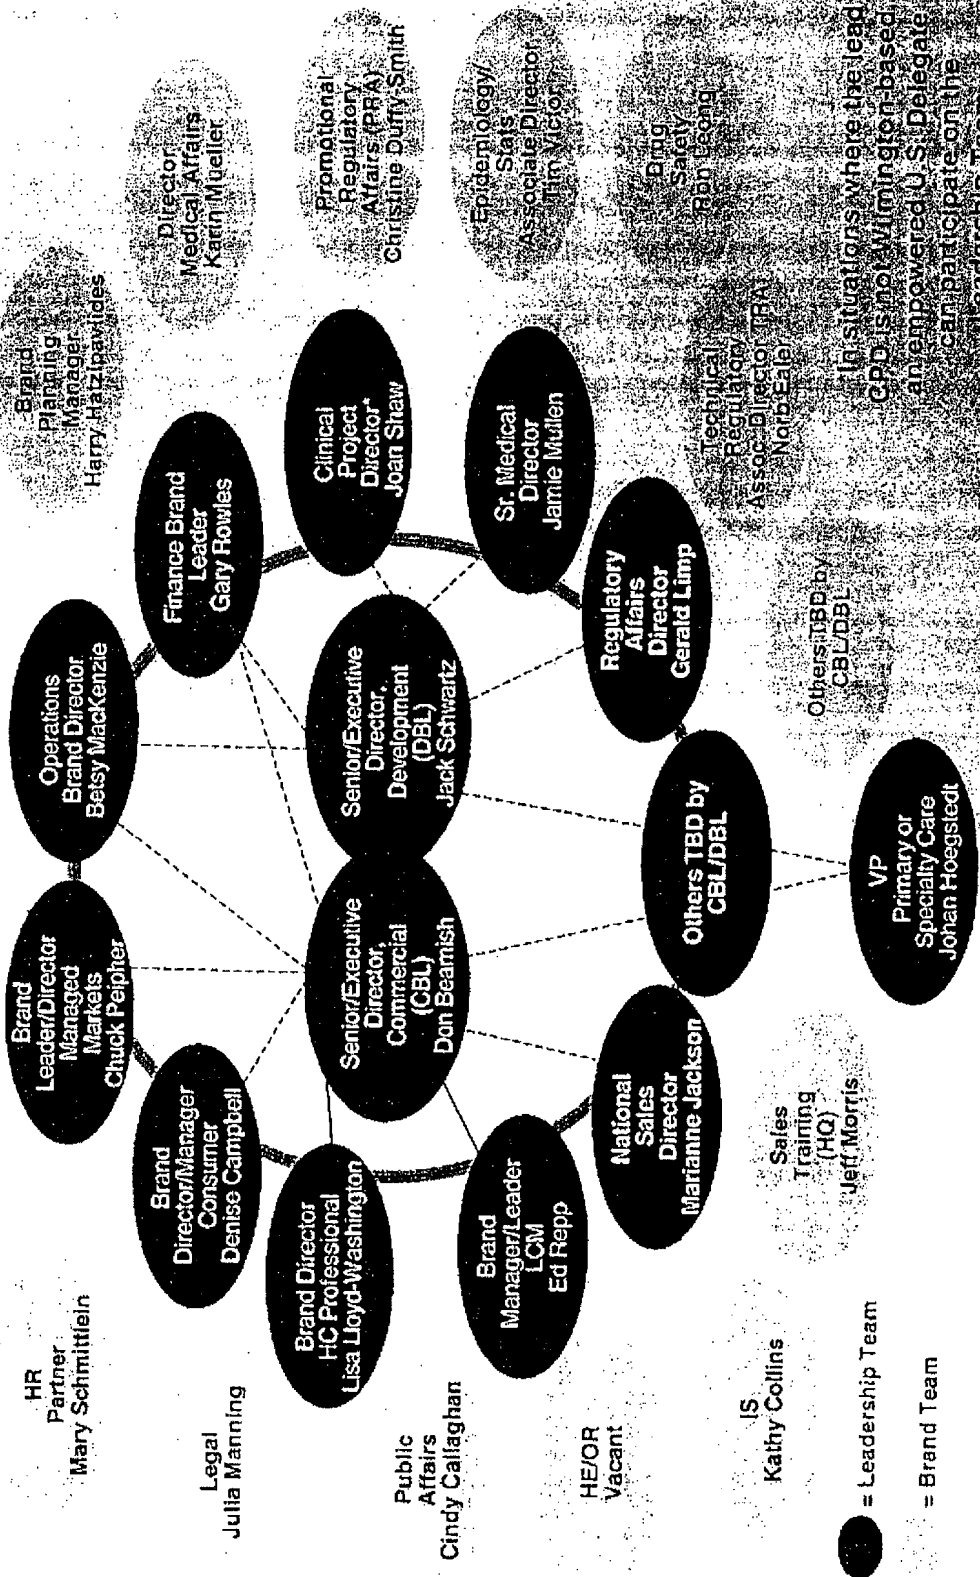 HR
Partner
Mary Schmittlein
Brand
Leader/Director
Managed
Markets
Chuck Peipher
Operations
Brand Director
Betsy MacKenzie
Brand
Planning
Manager
Harry Hatzipavlides
Legal
Julia Manning
Brand
Director/Manager
Consumer
Denise Campbell
Finance Brand
Leader
Gary Rowles
Director
Medical Affairs
Karin Mueller
Brand Director
HC Professional
Lisa Lloyd-Washington
Senior/Executive
Director,
Commercial
(CBL)
Don Beamish
Senior/Executive
Director,
Development
(DBL)
Jack Schwartz
Clinical
Project
Director*
Joan Shaw
Promotional
Regulatory
Affairs (PRA)
Christine Duffy-Smith
Public
Affairs
Cindy Callaghan
Brand
Manager/Leader
LCM
Ed Repp
Sr. Medical
Director
Jamie Mullen
Epidemiology/
Stats
Associate Director
Tim Victor
HE/OR
Vacant
National
Sales
Director
Marianne Jackson
Others TBD by
CBL/DBL
Regulatory
Affairs
Director
Gerald Limp
Drug
Safety
Ron Leong
Technical
Regulatory
Assoc Director TRA
Norb Ealer
IS
Kathy Collins
Sales
Training
(HQ)
Jeff Morris
Others TBD by
CBL/DBL
VP
Primary or
Specialty Care
Johan Hoegstedt
= Leadership Team
= Brand Team
In situations where the lead
CPD is not Wilmington-based,
an empowered U.S. Delegate
can participate on the